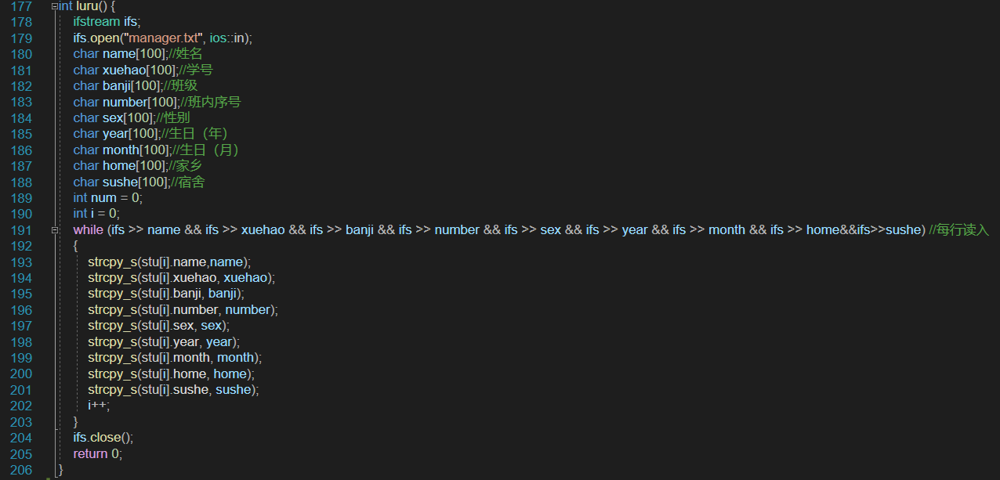 177 int luru() {
178 ifstream ifs;
179 ifs.open("manager.txt", ios::in);
180 char name[100];//姓名
181 char xuehao[100];//学号
182 char banji[100];//班级
183 char number[100];//班内序号
184 char sex[100];//性别
185 char year[100];//生日（年）
186 char month[100];//生日（月）
187 char home[100];//家乡
188 char sushe[100];//宿舍
189 int num = 0;
190 int i = 0;
191 while (ifs >> name && ifs >> xuehao && ifs >> banji && ifs >> number && ifs >> sex && ifs >> year && ifs >> month && ifs >> home&&ifs>>sushe) //每行读入
192 {
193 strcpy_s(stu[i].name,name);
194 strcpy_s(stu[i].xuehao, xuehao);
195 strcpy_s(stu[i].banji, banji);
196 strcpy_s(stu[i].number, number);
197 strcpy_s(stu[i].sex, sex);
198 strcpy_s(stu[i].year, year);
199 strcpy_s(stu[i].month, month);
200 strcpy_s(stu[i].home, home);
201 strcpy_s(stu[i].sushe, sushe);
202 i++;
203 }
204 ifs.close();
205 return 0;
206 }